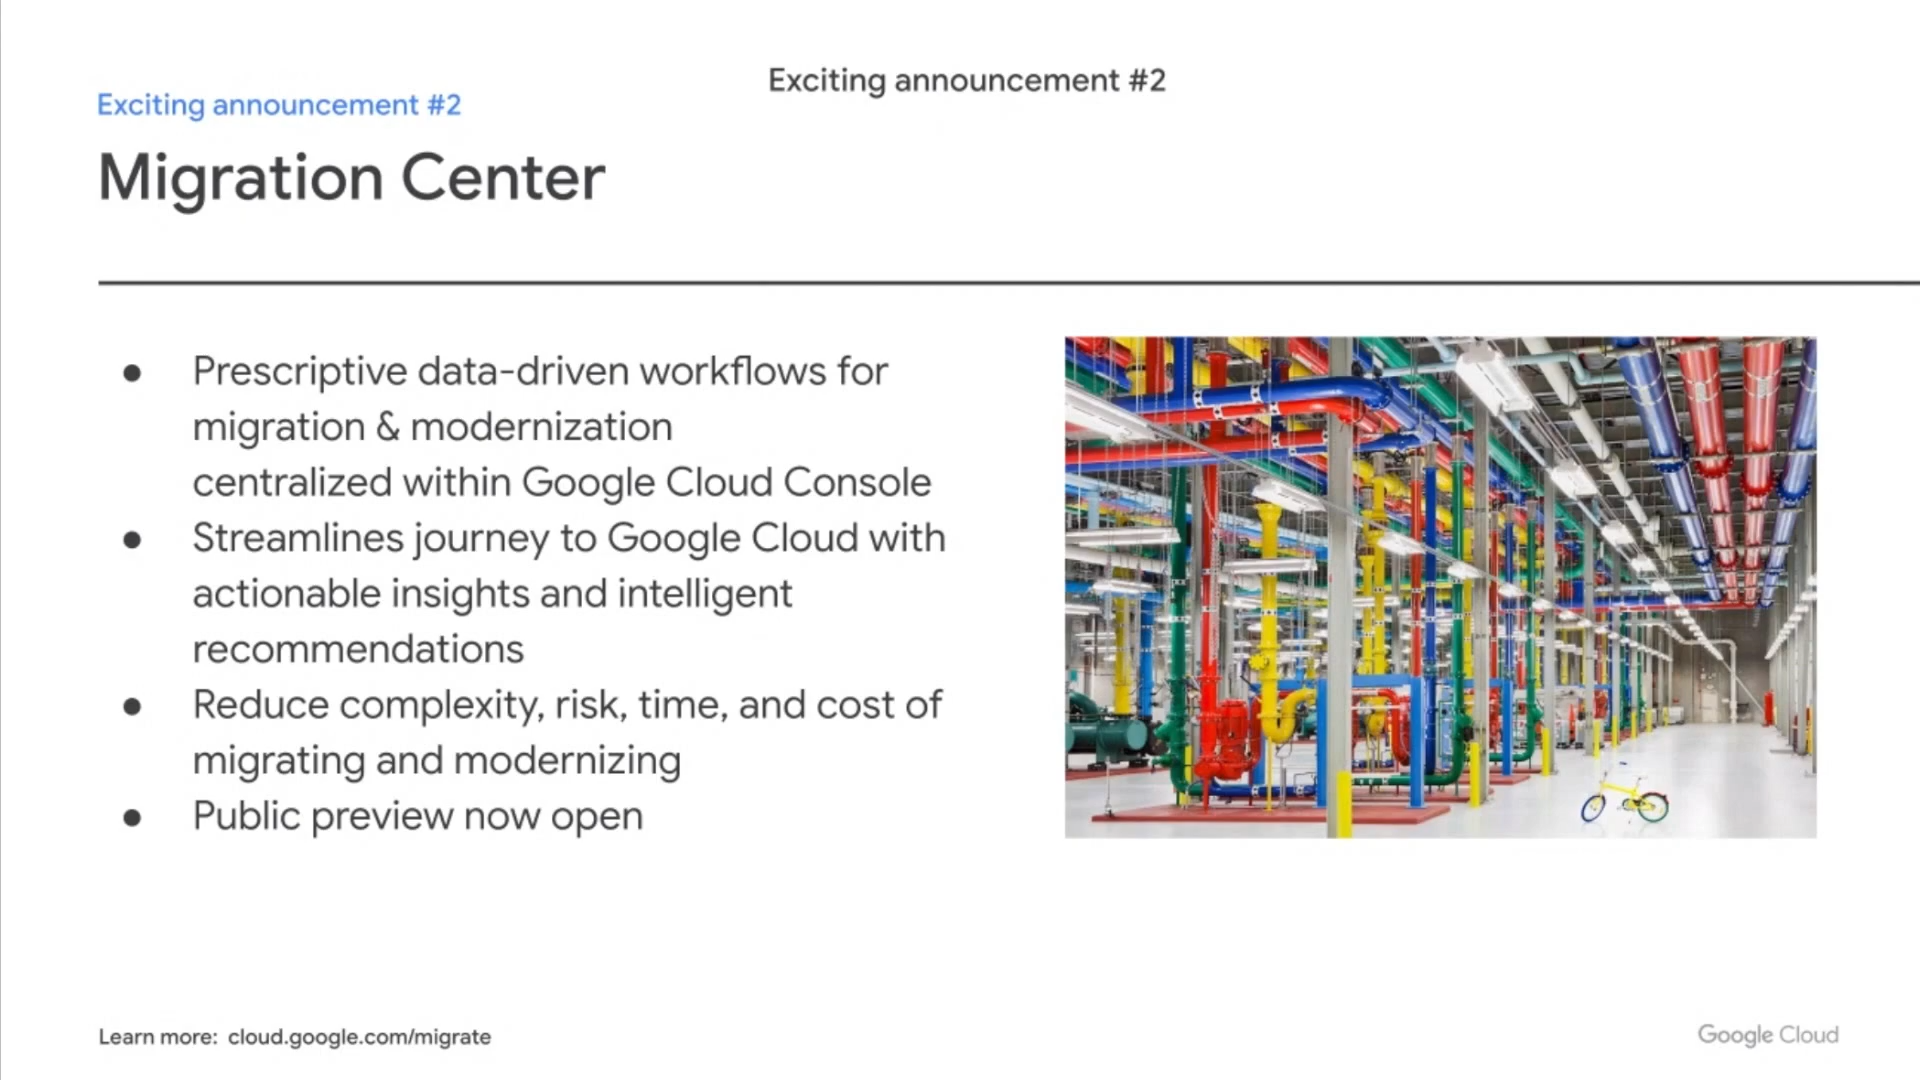 Exciting announcement #2
Exciting announcement #2
Migration Center
● Prescriptive data-driven workflows for
migration & modernization
centralized within Google Cloud Console
● Streamlines journey to Google Cloud with
actionable insights and intelligent
recommendations
● Reduce complexity, risk, time, and cost of
migrating and modernizing
● Public preview now open
Learn more: cloud.google.com/migrate
Google Cloud